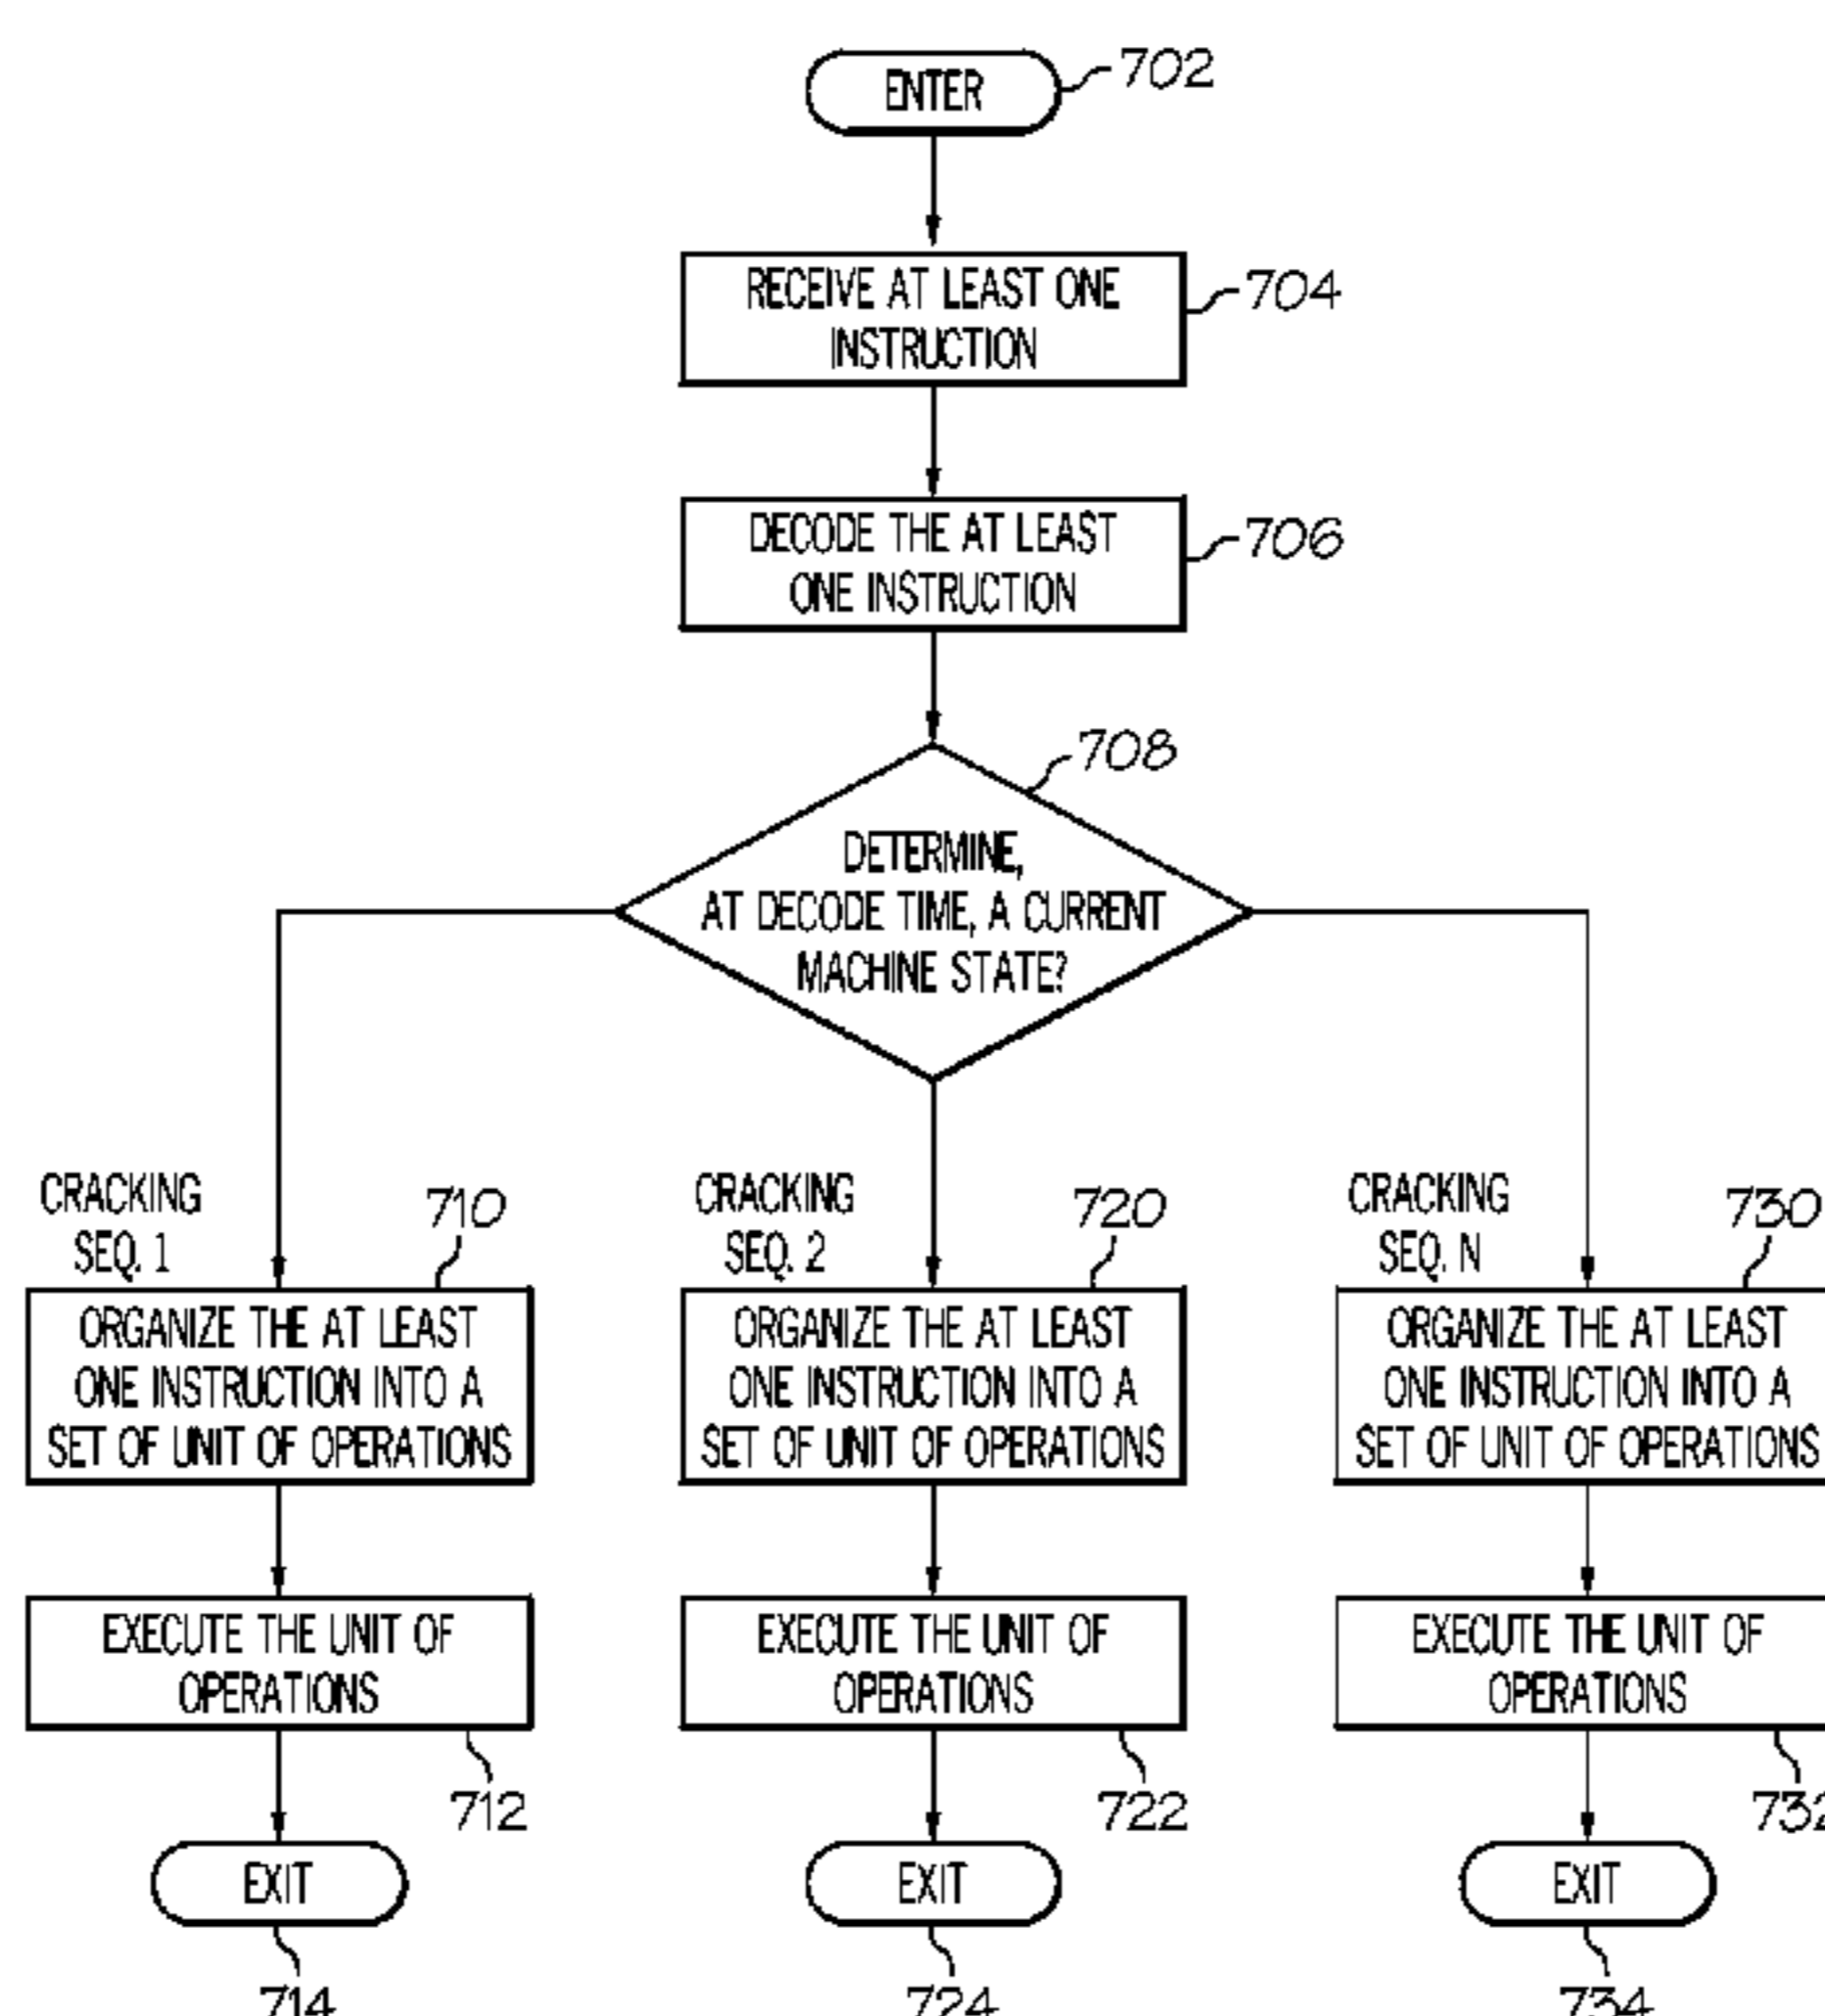 ENTER
702
RECEIVE AT LEAST ONE
INSTRUCTION
704
DECODE THE AT LEAST
ONE INSTRUCTION
706
708
DETERMINE,
AT DECODE TIME, A CURRENT
MACHINE STATE?
CRACKING
SEQ. 1
710
ORGANIZE THE AT LEAST
ONE INSTRUCTION INTO A
SET OF UNIT OF OPERATIONS
EXECUTE THE UNIT OF
OPERATIONS
712
EXIT
714
CRACKING
SEQ. 2
720
ORGANIZE THE AT LEAST
ONE INSTRUCTION INTO A
SET OF UNIT OF OPERATIONS
EXECUTE THE UNIT OF
OPERATIONS
722
EXIT
724
CRACKING
SEQ. N
730
ORGANIZE THE AT LEAST
ONE INSTRUCTION INTO A
SET OF UNIT OF OPERATIONS
EXECUTE THE UNIT OF
OPERATIONS
732
EXIT
734